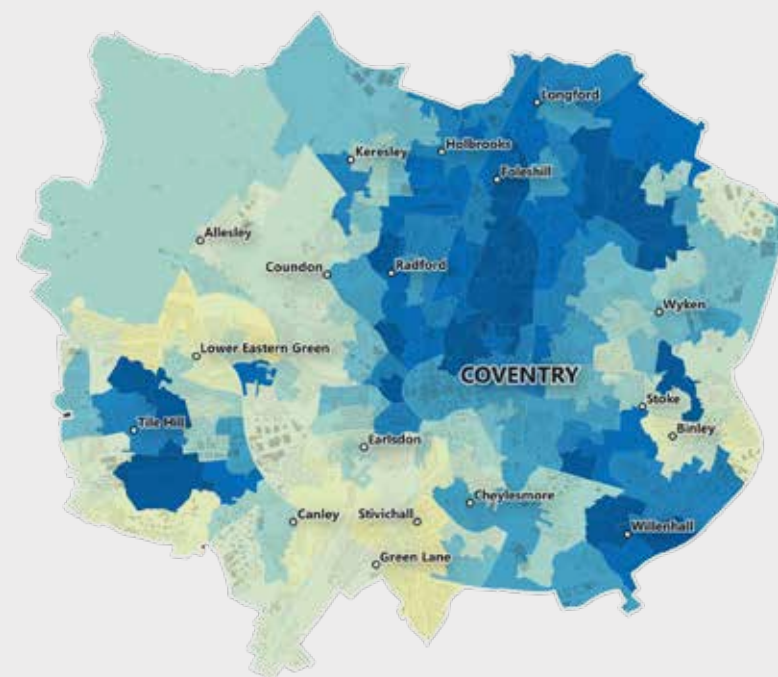 Longford
Holbrooks
Keresley
Foleshill
Allesley
Coundon
Radford
Wyken
Lower Eastern Green
COVENTRY
Stoke
Tile Hill
Binley
Earlsdon
Cheylesmore
Canley
Stivichall
Willenhall
Green Lane